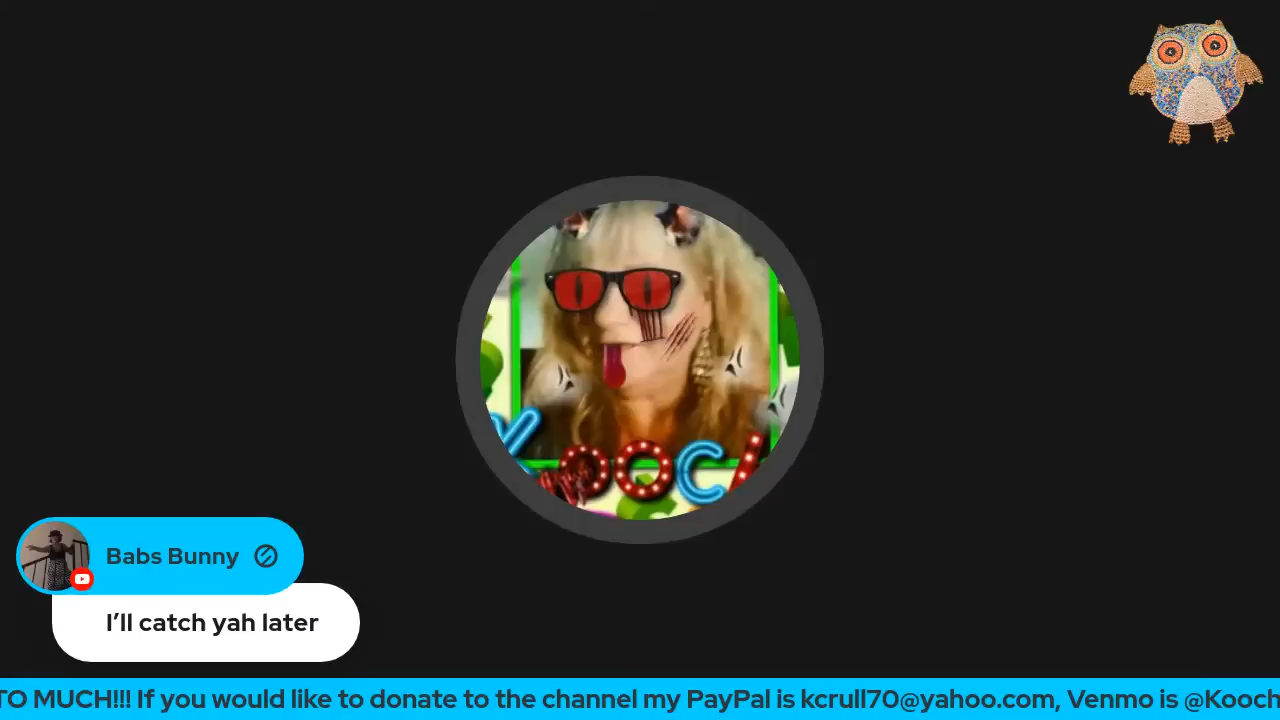 KOOCH
Babs Bunny
I'll catch yah later
TO MUCH!!! If you would like to donate to the channel my PayPal is kcrull70@yahoo.com, Venmo is @Kooch